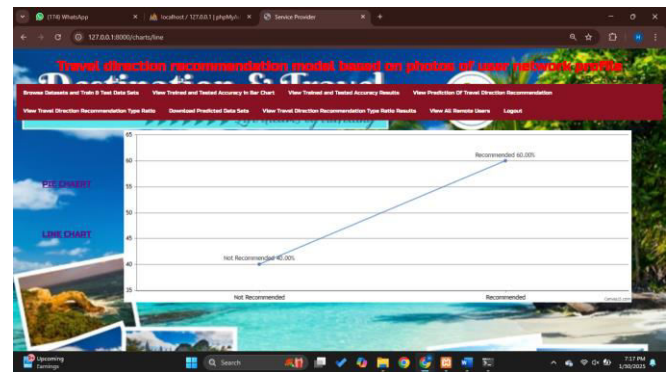 (174) WhatsApp
localhost / 127.0.0.1 | phpMyA
Service Provider
127.0.0.1:8000/charts/line
Travel direction recommendation model based on photos of user network profile
Browse Datasets and Train & Test Data Sets View Trained and Tested Accuracy in Bar Chart View Trained and Tested Accuracy Results View Prediction Of Travel Direction Recommendation
View Travel Direction Recommendation Type Ratio Download Predicted Data Sets View Travel Direction Recommendation Type Ratio Results View All Remote Users Logout
65
60
55
50
45
40
35
Recommended 60.00%
Not Recommended 40.00%
Not Recommended
Recommended
CanvasJS.com
PIE CHAERT
LINE CHART
Upcoming
Earnings
Search
7:17 PM
1/30/2025